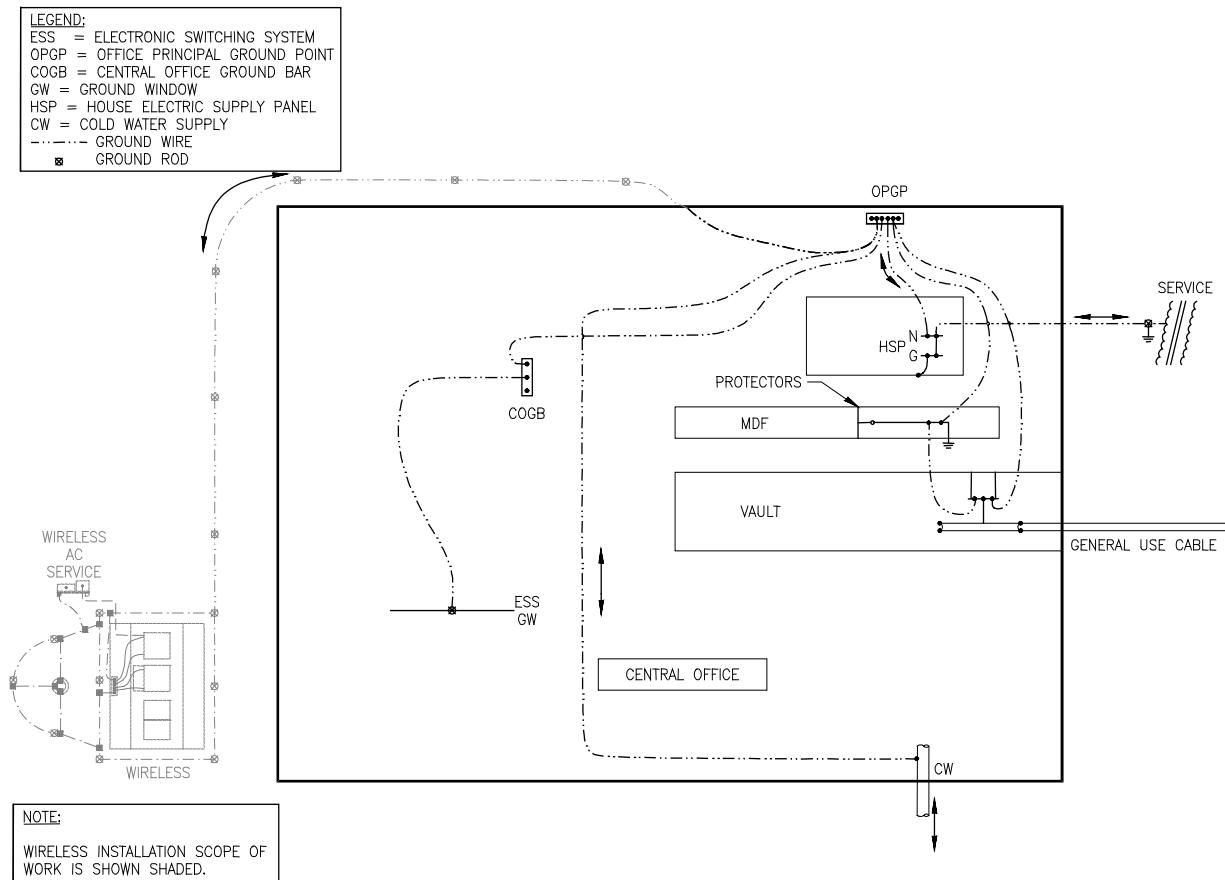 LEGEND:
ESS = ELECTRONIC SWITCHING SYSTEM
OPGP = OFFICE PRINCIPAL GROUND POINT
COGB = CENTRAL OFFICE GROUND BAR
GW = GROUND WINDOW
HSP = HOUSE ELECTRIC SUPPLY PANEL
CW = COLD WATER SUPPLY
GROUND WIRE
GROUND ROD
OPGP
SERVICE
N
HSP
G
PROTECTORS
COGB
MDF
VAULT
GENERAL USE CABLE
WIRELESS
AC
SERVICE
ESS
GW
CENTRAL OFFICE
WIRELESS
CW
NOTE:
WIRELESS INSTALLATION SCOPE OF
WORK IS SHOWN SHADED.